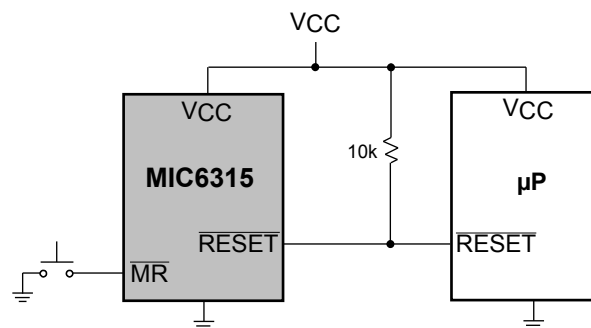 VCC
VCC
VCC
10k
MIC6315
µP
RESET
RESET
MR